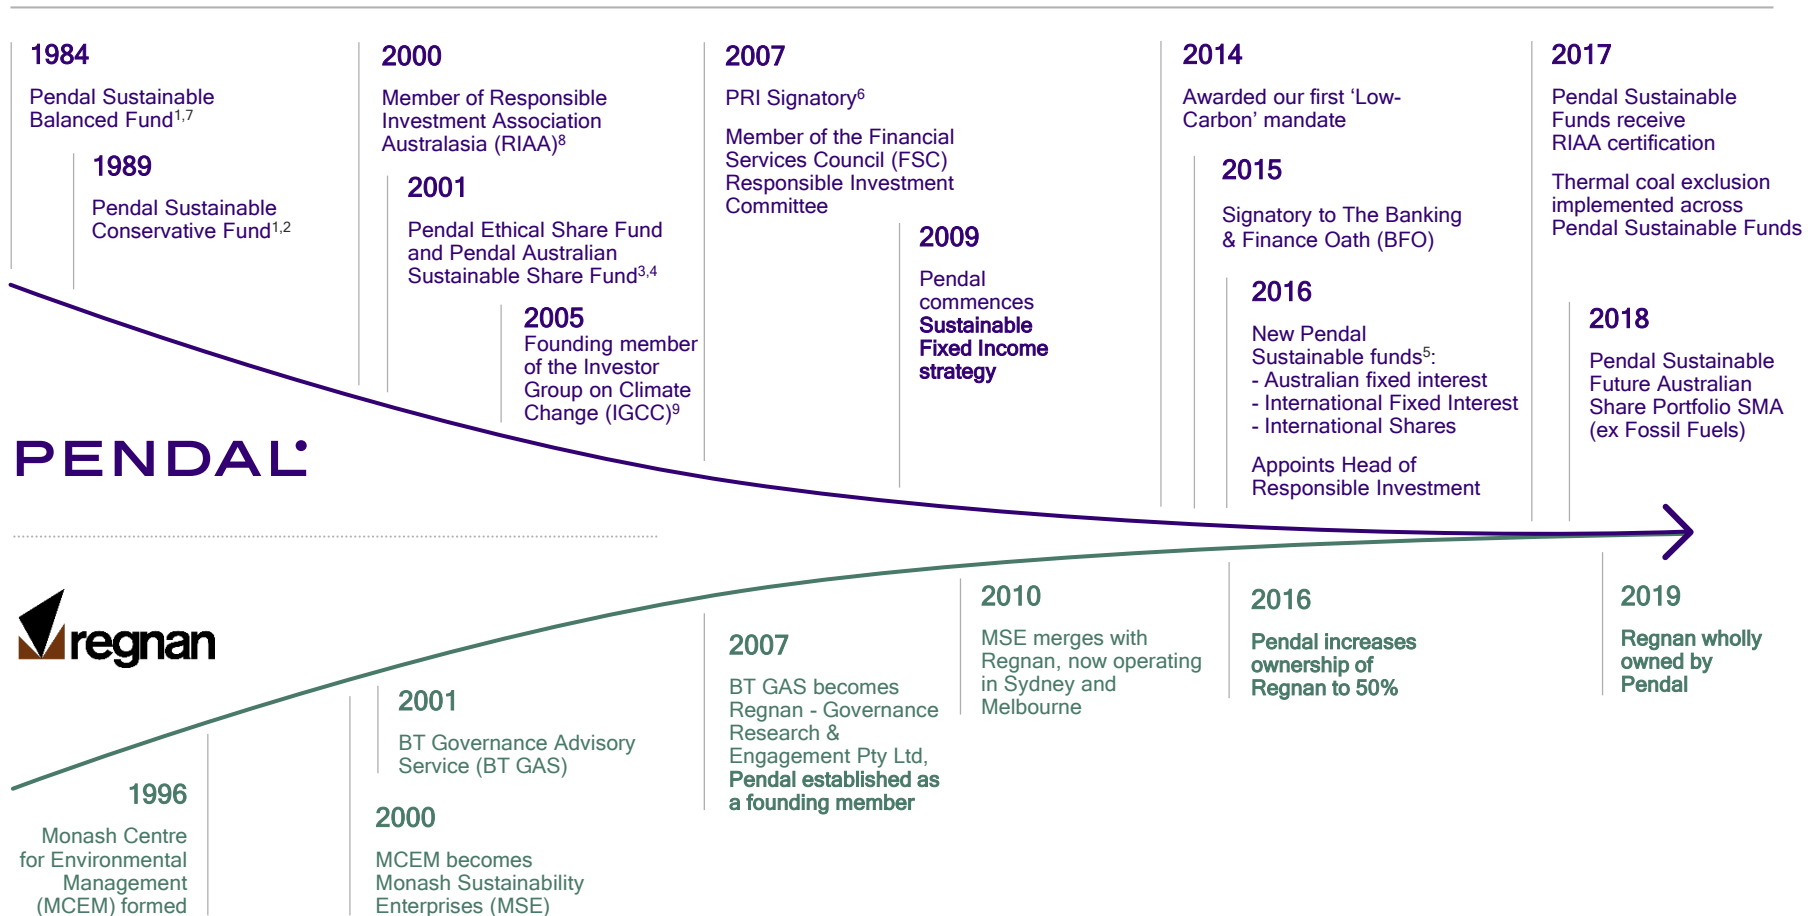 1984
Pendal Sustainable
Balanced Fund1,7
1989
Pendal Sustainable
Conservative Fund1,2
2000
Member of Responsible
Investment Association
Australasia (RIAA)8
2001
Pendal Ethical Share Fund
and Pendal Australian
Sustainable Share Fund3,4
2005
Founding member
of the Investor
Group on Climate
Change (IGCC)9
2007
PRI Signatory6
Member of the Financial
Services Council (FSC)
Responsible Investment
Committee
2009
Pendal
commences
Sustainable
Fixed Income
strategy
2014
Awarded our first ‘Low-
Carbon’ mandate
2015
Signatory to The Banking
& Finance Oath (BFO)
2016
New Pendal
Sustainable funds5:
- Australian fixed interest
- International Fixed Interest
- International Shares
Appoints Head of
Responsible Investment
2017
Pendal Sustainable
Funds receive
RIAA certification
Thermal coal exclusion
implemented across
Pendal Sustainable Funds
2018
Pendal Sustainable
Future Australian
Share Portfolio SMA
(ex Fossil Fuels)
PENDAL
regnan
1996
Monash Centre
for Environmental
Management
(MCEM) formed
2000
MCEM becomes
Monash Sustainability
Enterprises (MSE)
2001
BT Governance Advisory
Service (BT GAS)
2007
BT GAS becomes
Regnan - Governance
Research &
Engagement Pty Ltd,
Pendal established as
a founding member
2010
MSE merges with
Regnan, now operating
in Sydney and
Melbourne
2016
Pendal increases
ownership of
Regnan to 50%
2019
Regnan wholly
owned by
Pendal